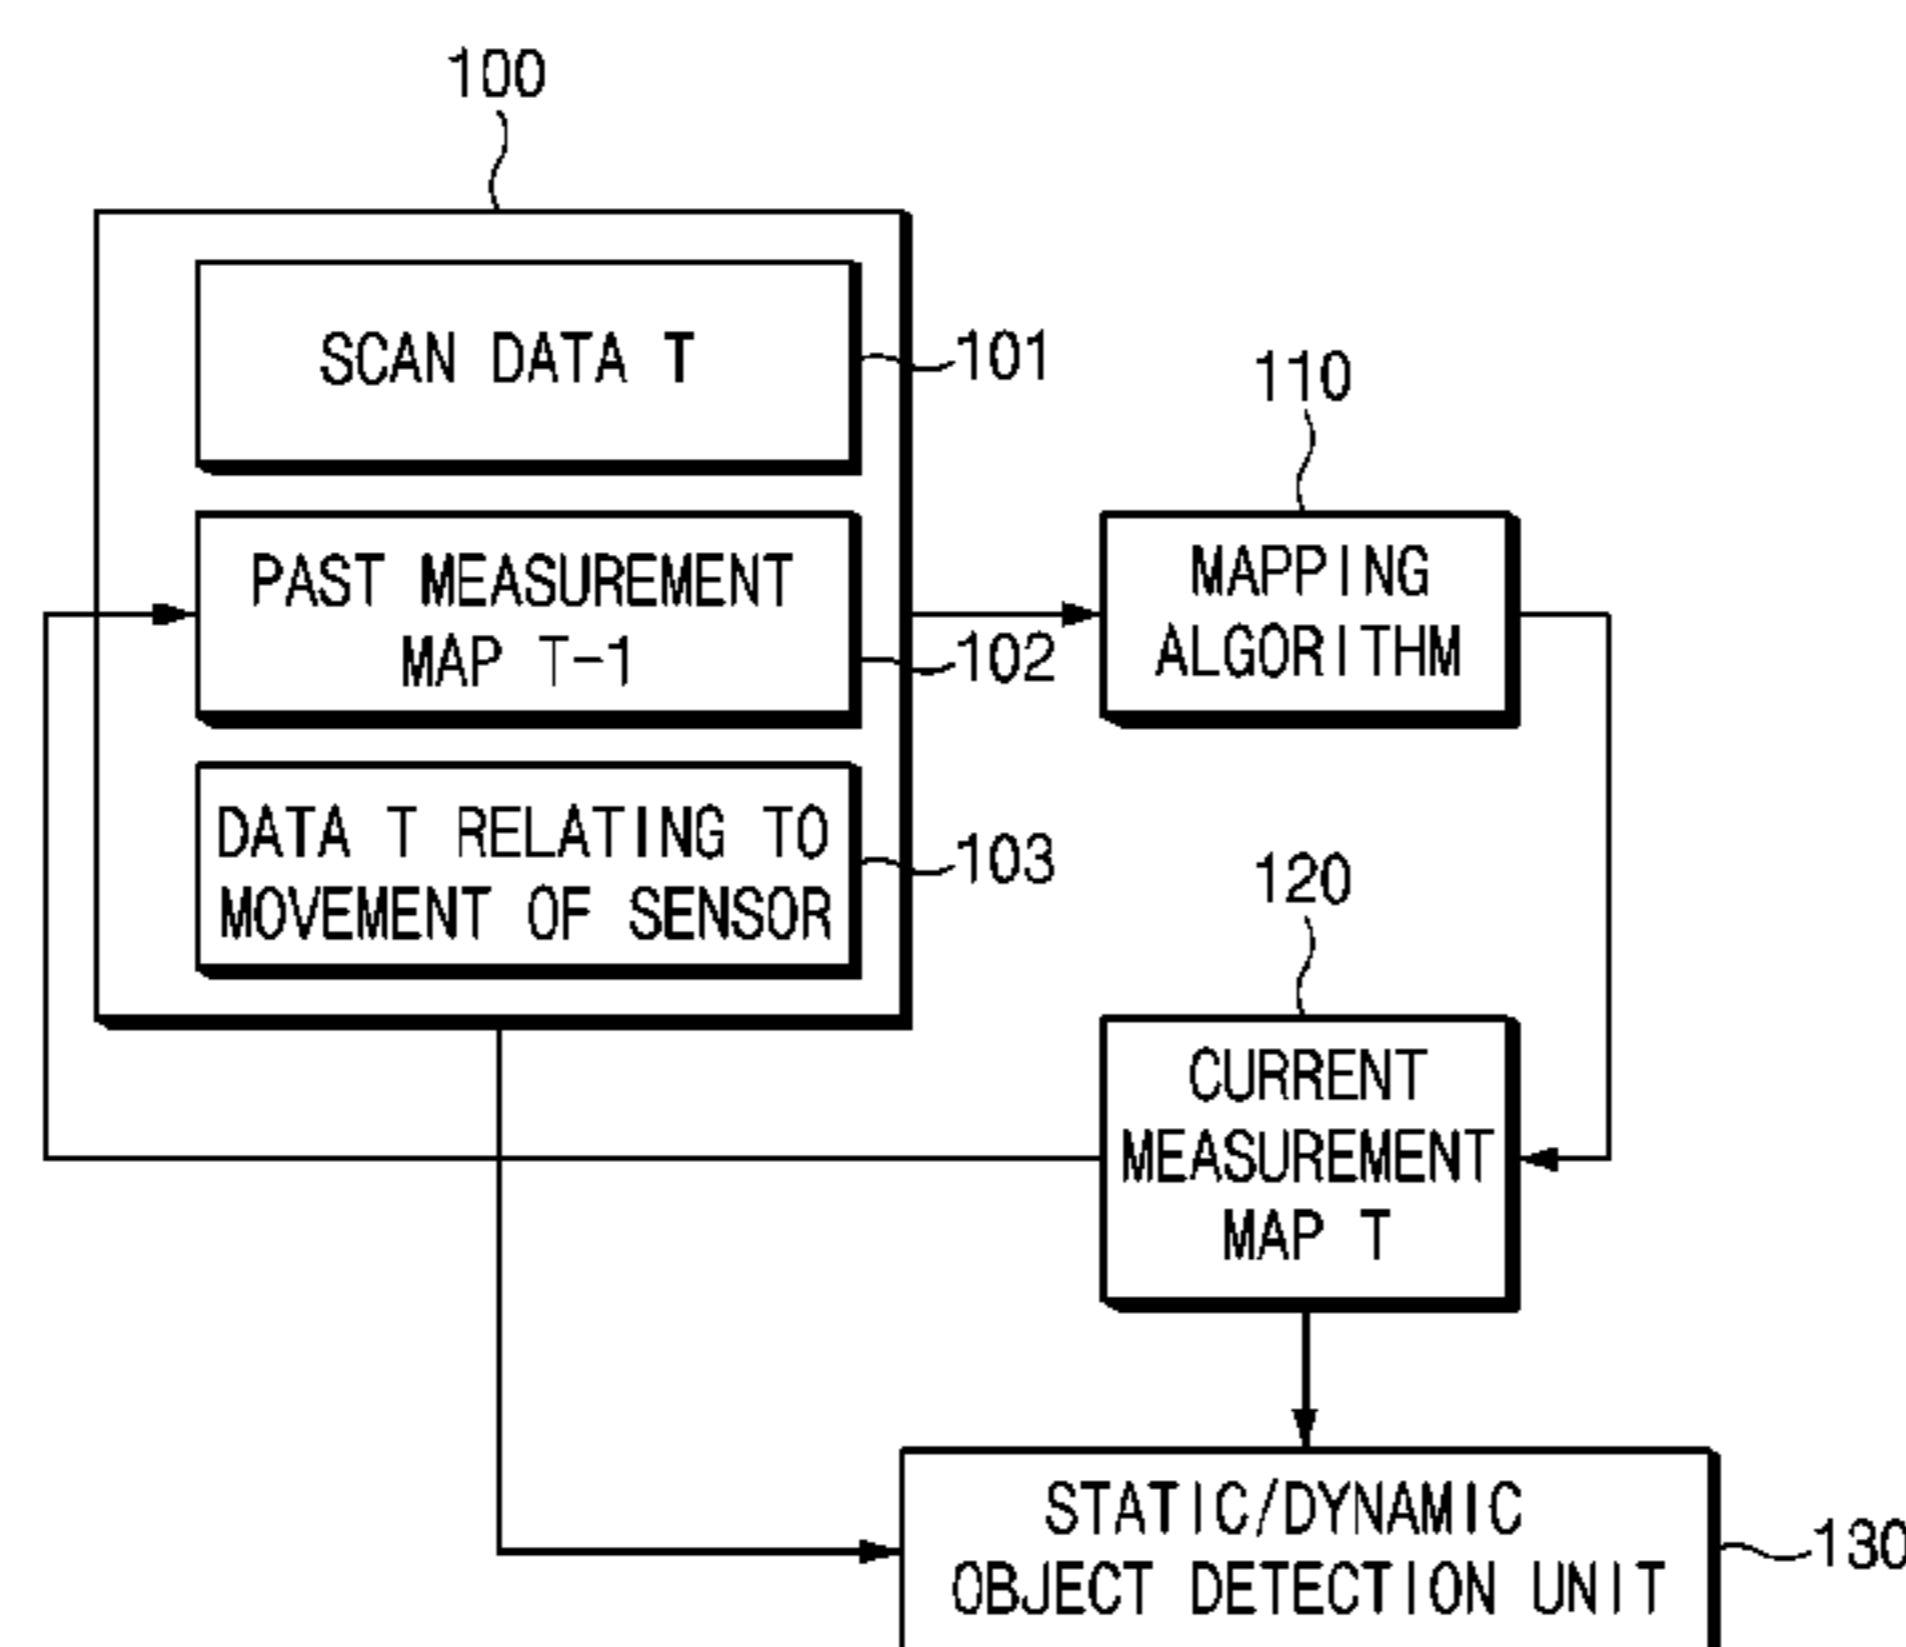 100
SCAN DATA T
101
PAST MEASUREMENT
MAP T-1
102
DATA T RELATING TO
MOVEMENT OF SENSOR
103
110
MAPPING
ALGORITHM
120
CURRENT
MEASUREMENT
MAP T
STATIC/DYNAMIC
OBJECT DETECTION UNIT
130